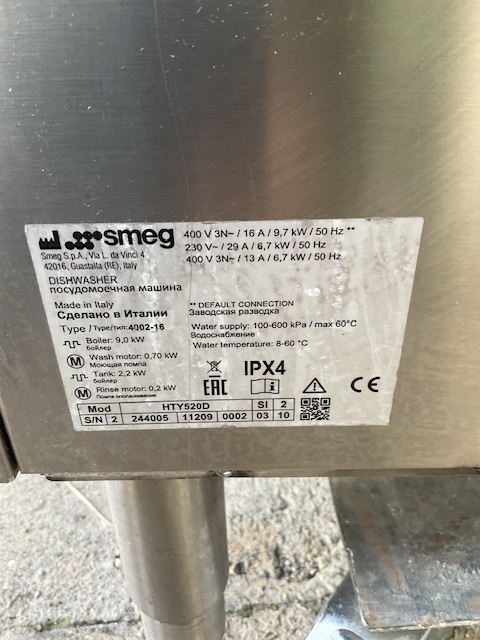 smeg
Smeg S.p.A., Via L. da Vinci 4
42016, Guastalla (RE), Italy
DISHWASHER
посудомоечная машина
Made in Italy
Сделано в Италии
Type / Type/тип: 4002-16
Boiler: 9,0 kW
бойлер
M Wash motor: 0,70 kW
Моющая помпа
Tank: 2,2 kW
бойлер
M Rinse motor: 0,2 kW
Помпа ополаскивания
400 V 3N~ / 16 A / 9,7 kW / 50 Hz **
230 V~ / 29 A / 6,7 kW / 50 Hz
400 V 3N~ / 13 A / 6,7 kW / 50 Hz
** DEFAULT CONNECTION
Заводская разводка
Water supply: 100-600 kPa / max 60°C
Водоснабжение
Water temperature: 8-60 °C
IPX4
EAC i CE
Mod HTY520D SI 2
S/N 2 244005 11209 0002 03 10